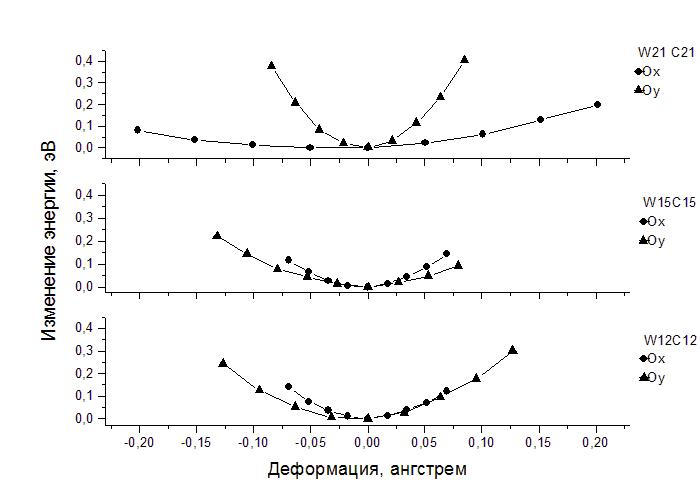 W21 C21
Ox
Oy
0,4
0,3
0,2
0,1
0,0
W15C15
Ox
Oy
0,4
0,3
0,2
0,1
0,0
W12C12
Ox
Oy
0,4
0,3
0,2
0,1
0,0
-0,20 -0,15 -0,10 -0,05 0,00 0,05 0,10 0,15 0,20
Деформация, ангстрем
Изменение энергии, эВ